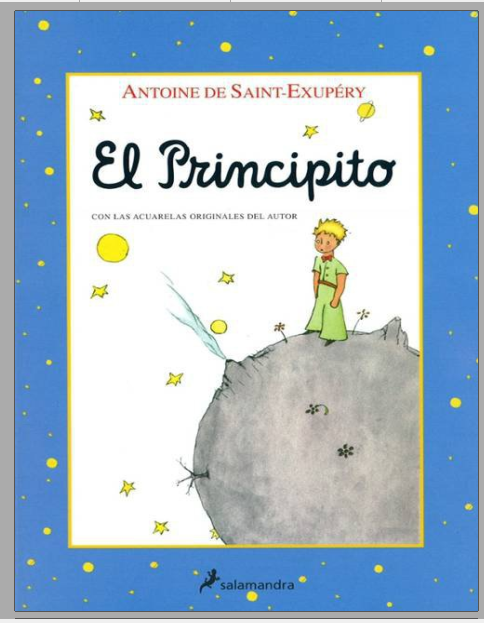 ANTOINE DE SAINT-EXUPÉRY
El Principito
CON LAS ACUARELAS ORIGINALES DEL AUTOR
salamandra